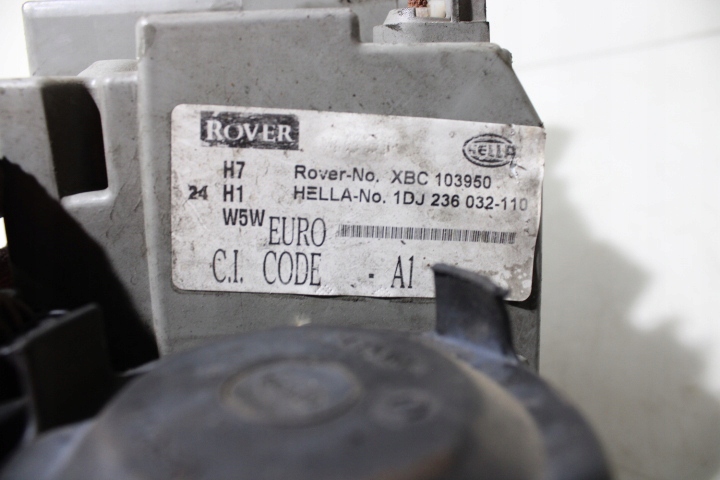 ROVER
HELLA
H7 Rover-No. XBC 103950
24 H1 HELLA-No. 1DJ 236 032-110
W5W EURO
C.I. CODE - A1